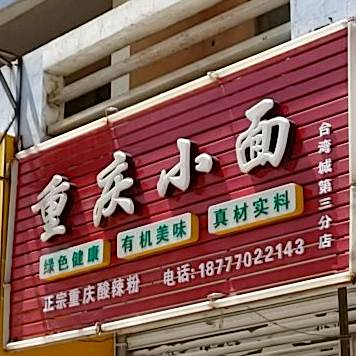 重庆小面
绿色健康 有机美味 真材实料
正宗重庆酸辣粉 电话:18777022143
台湾城第三分店